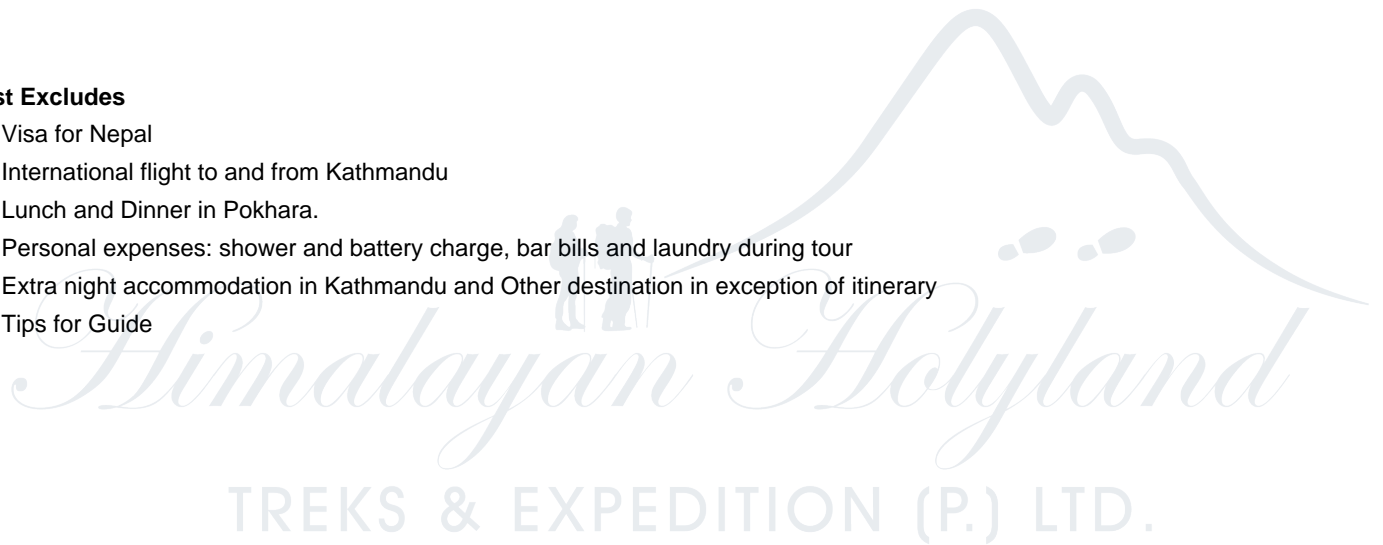 st Excludes
Visa for Nepal
International flight to and from Kathmandu
Lunch and Dinner in Pokhara.
Personal expenses: shower and battery charge, bar bills and laundry during tour
Extra night accommodation in Kathmandu and Other destination in exception of itinerary
Tips for Guide
Himalayan Holyland
TREKS & EXPEDITION (P.) LTD.